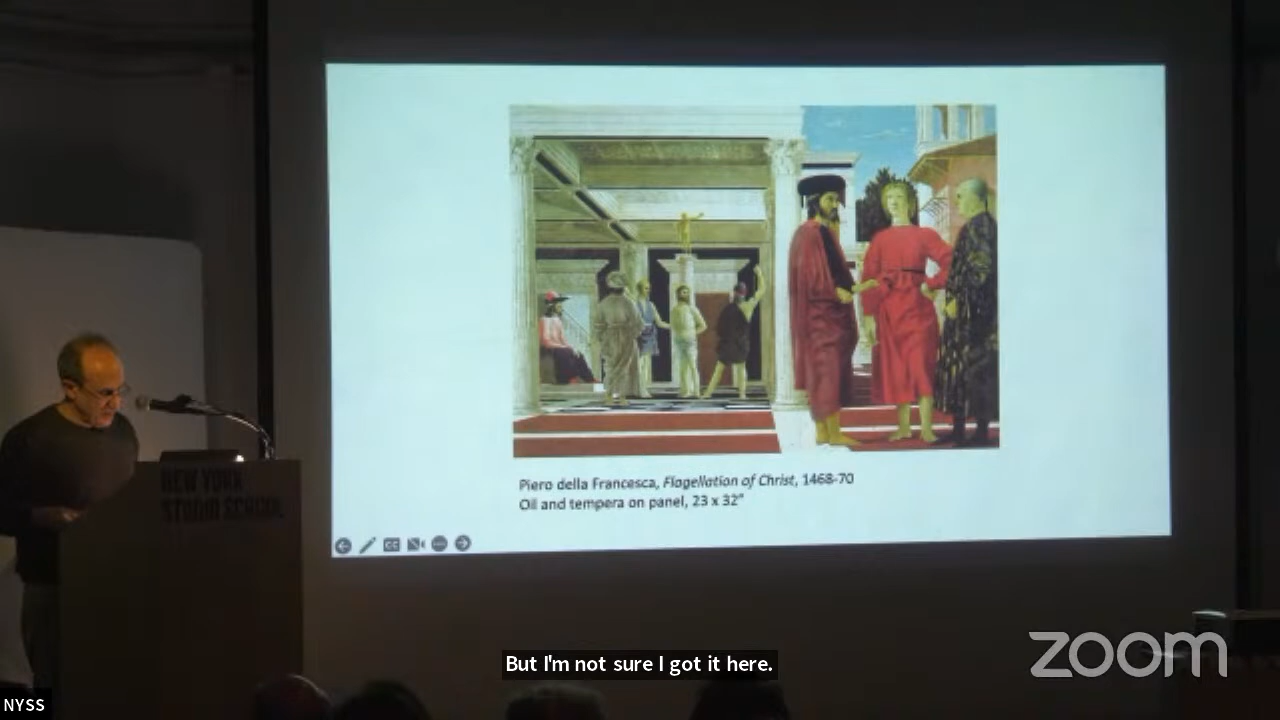 NEW YORK
STUDIO SCHOOL
Piero della Francesca, Flagellation of Christ, 1468-70
Oil and tempera on panel, 23 x 32"
CC
But I'm not sure I got it here.
zoom
NYSS